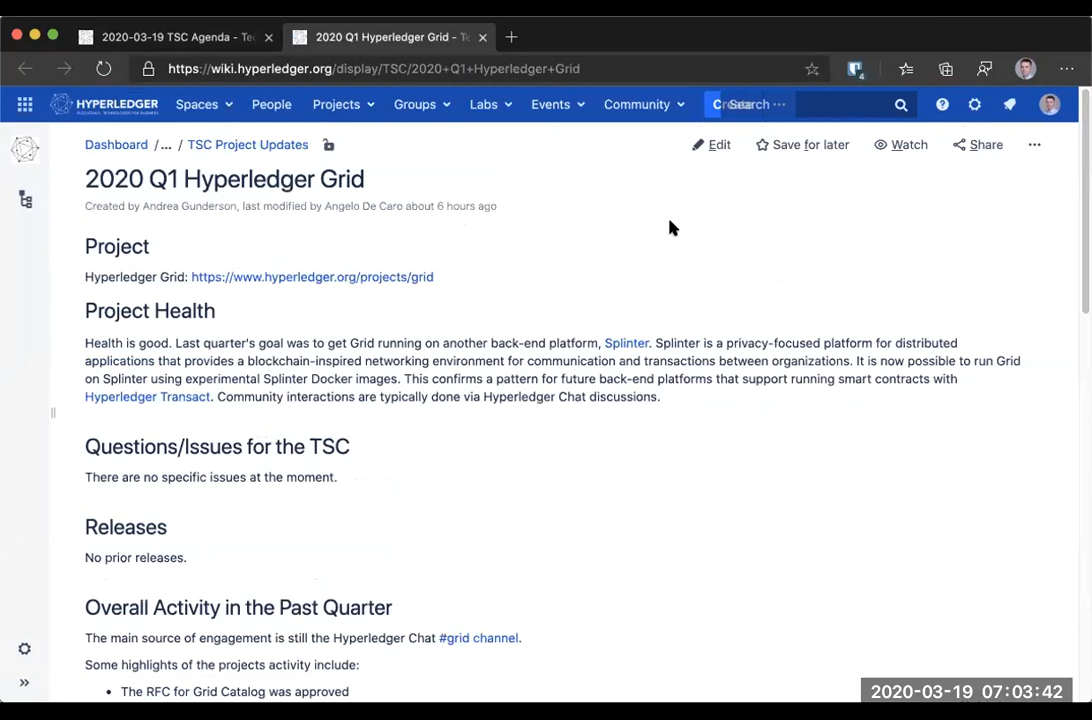 2020-03-19 TSC Agenda - Te
2020 Q1 Hyperledger Grid - Te
https://wiki.hyperledger.org/display/TSC/2020+Q1+Hyperledger+Grid
4
HYPERLEDGER
Spaces People Projects Groups Labs Events Community Search
Dashboard /... / TSC Project Updates
Edit Save for later Watch Share
2020 Q1 Hyperledger Grid
Created by Andrea Gunderson, last modified by Angelo De Caro about 6 hours ago
Project
Hyperledger Grid: https://www.hyperledger.org/projects/grid
Project Health
Health is good. Last quarter's goal was to get Grid running on another back-end platform, Splinter. Splinter is a privacy-focused platform for distributed
applications that provides a blockchain-inspired networking environment for communication and transactions between organizations. It is now possible to run Grid
on Splinter using experimental Splinter Docker images. This confirms a pattern for future back-end platforms that support running smart contracts with
Hyperledger Transact. Community interactions are typically done via Hyperledger Chat discussions.
Questions/Issues for the TSC
There are no specific issues at the moment.
Releases
No prior releases.
Overall Activity in the Past Quarter
The main source of engagement is still the Hyperledger Chat #grid channel.
Some highlights of the projects activity include:
• The RFC for Grid Catalog was approved
2020-03-19 07:03:42